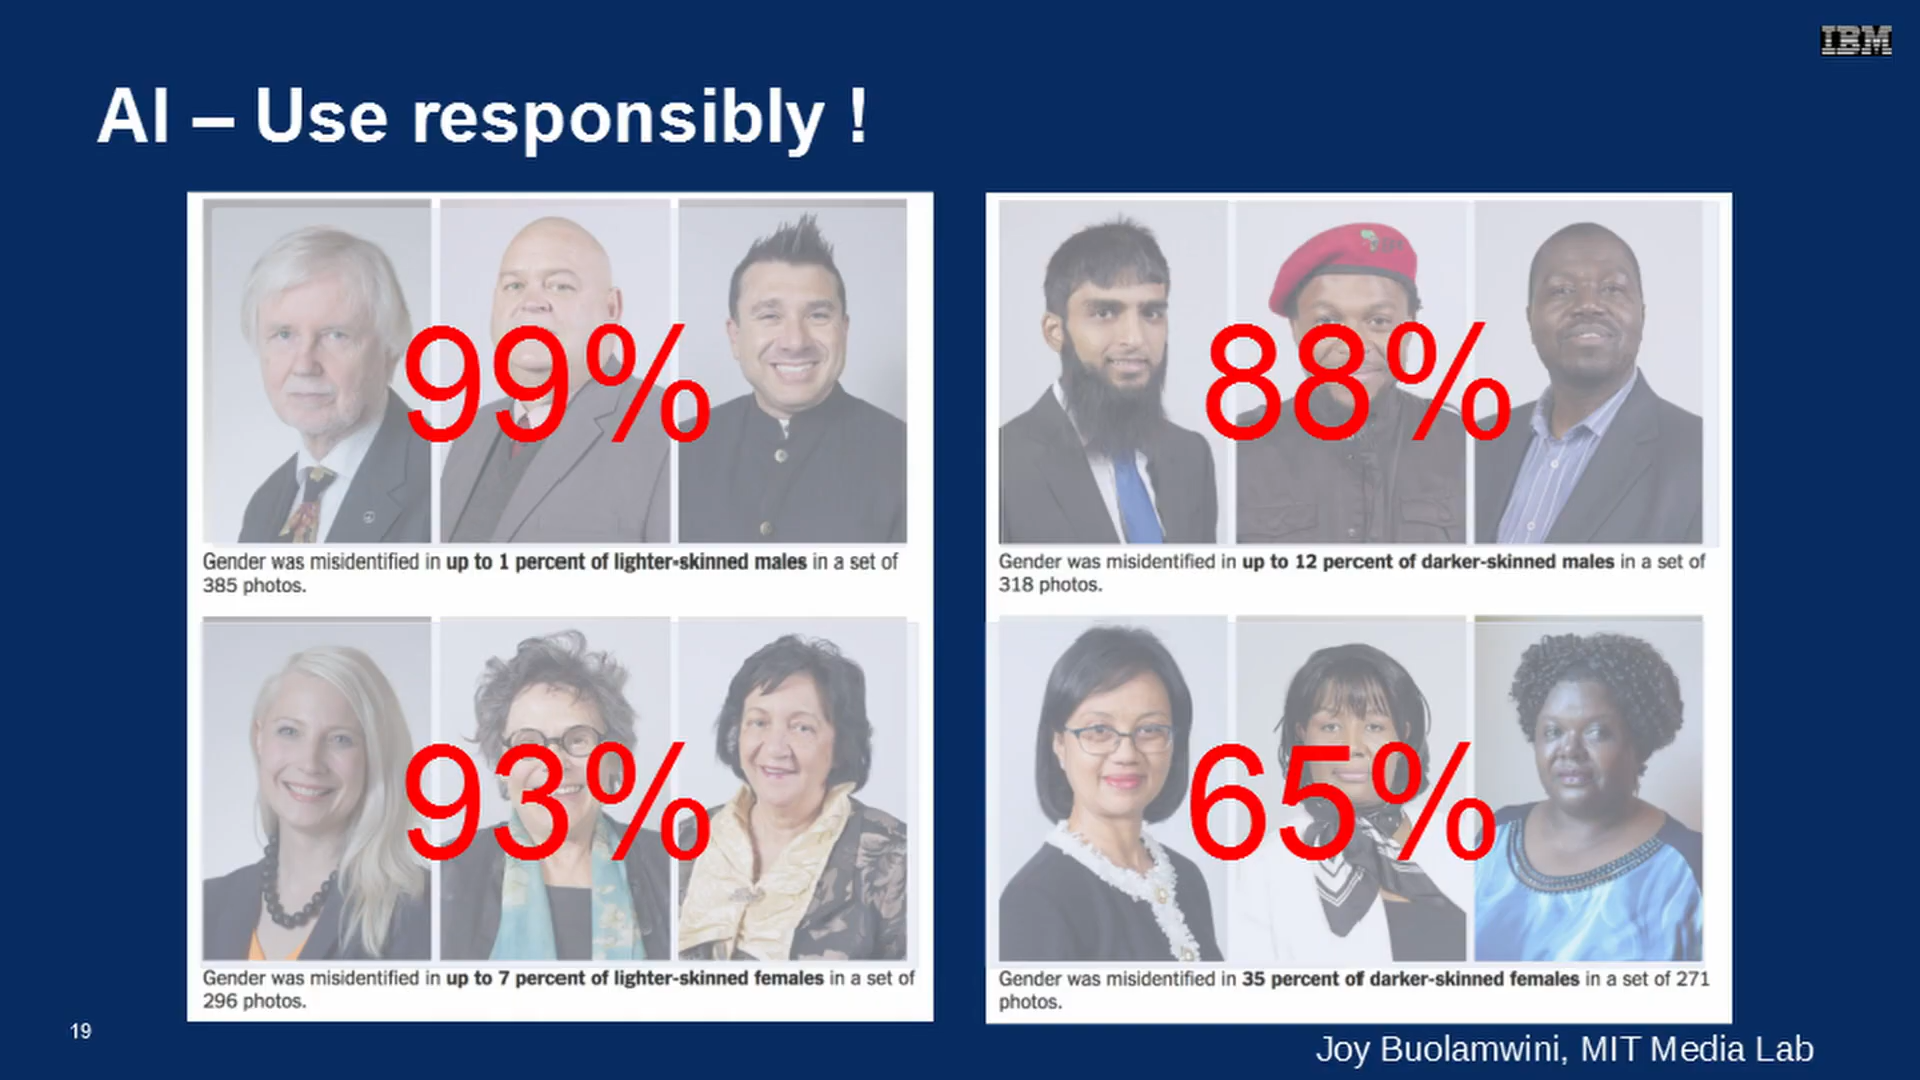 IBM
AI – Use responsibly !
99%
Gender was misidentified in up to 1 percent of lighter-skinned males in a set of
385 photos.
88%
Gender was misidentified in up to 12 percent of darker-skinned males in a set of
318 photos.
93%
Gender was misidentified in up to 7 percent of lighter-skinned females in a set of
296 photos.
65%
Gender was misidentified in 35 percent of darker-skinned females in a set of 271
photos.
19
Joy Buolamwini, MIT Media Lab